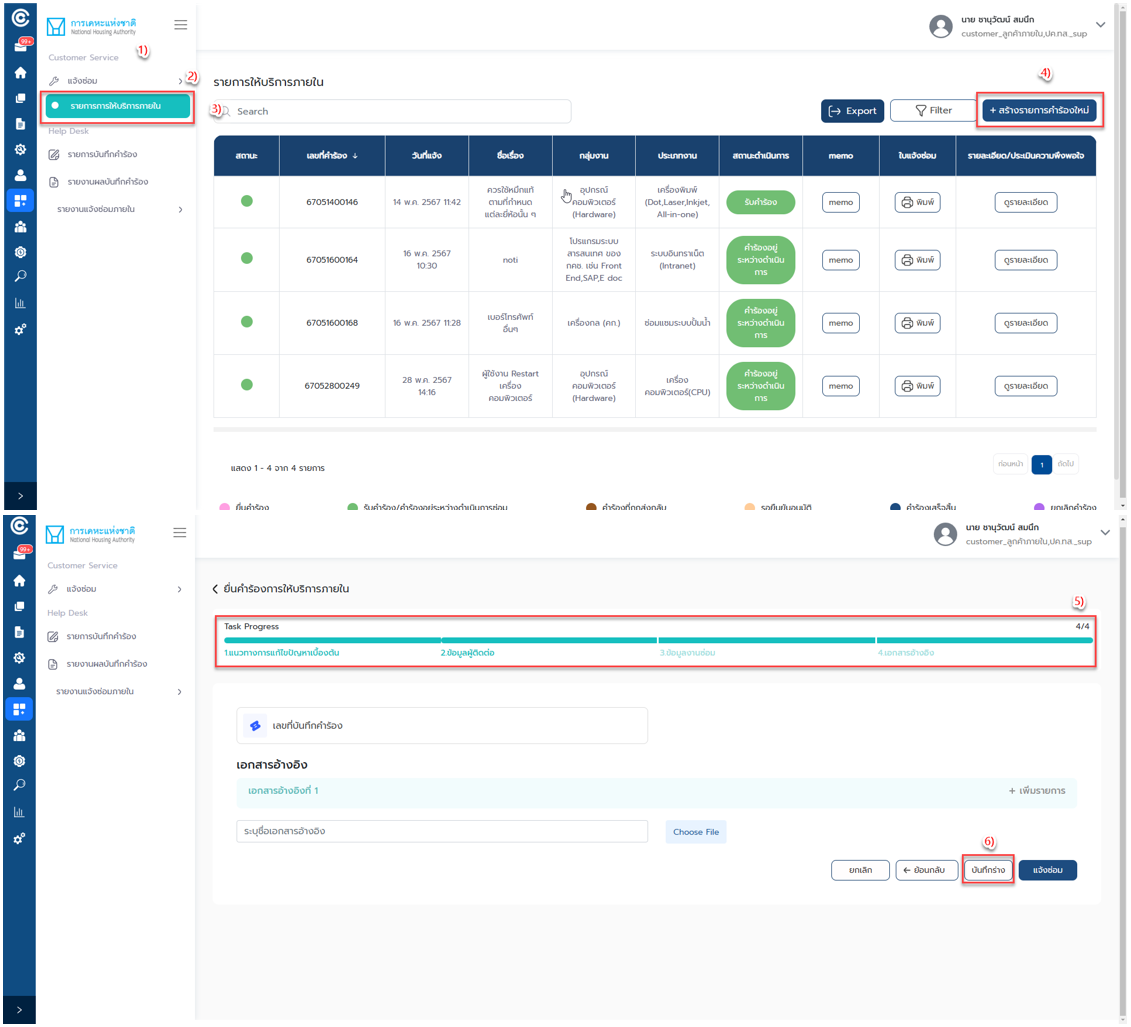 การเคหะแห่งชาติ
National Housing Authority
นาย ชานุวัฒน์ สมนึก
customer_ลูกค้าภายใน,ปค.ทส._sup
99+
Customer Service
1)
แจ้งซ่อม
2)
รายการการให้บริการภายใน
Help Desk
รายการบันทึกคำร้อง
รายงานผลบันทึกคำร้อง
รายงานแจ้งซ่อมภายใน
รายการให้บริการภายใน
4)
3)
Search
Export
Filter
+ สร้างรายการคำร้องใหม่
สถานะ เลขที่คำร้อง ↓ วันที่แจ้ง ชื่อเรื่อง กลุ่มงาน ประเภทงาน สถานะดำเนินการ memo ใบแจ้งซ่อม รายละเอียด/ประเมินความพึงพอใจ
67051400146
14 พ.ค. 2567 11:42
ควรใช้หมึกแท้
ตามที่กำหนด
แต่ละยี่ห้อนั้น ๆ
อุปกรณ์
คอมพิวเตอร์
(Hardware)
เครื่องพิมพ์
(Dot,Laser,Inkjet,
All-in-one)
รับคำร้อง
memo
พิมพ์
ดูรายละเอียด
67051600164
16 พ.ค. 2567
10:30
noti
โปรแกรมระบบ
สารสนเทศ ของ
กคช. เช่น Front
End,SAP,E doc
ระบบอินทราเน็ต
(Intranet)
คำร้องอยู่
ระหว่างดำเนิน
การ
memo
พิมพ์
ดูรายละเอียด
67051600168
16 พ.ค. 2567 11:28
เบอร์โทรศัพท์
อื่นๆ
เครื่องกล (คก.)
ซ่อมแซมระบบปั้มน้ำ
คำร้องอยู่
ระหว่างดำเนิน
การ
memo
พิมพ์
ดูรายละเอียด
67052800249
28 พ.ค. 2567
14:16
ผู้ใช้งาน Restart
เครื่อง
คอมพิวเตอร์
อุปกรณ์
คอมพิวเตอร์
(Hardware)
เครื่อง
คอมพิวเตอร์(CPU)
คำร้องอยู่
ระหว่างดำเนิน
การ
memo
พิมพ์
ดูรายละเอียด
แสดง 1 - 4 จาก 4 รายการ
ก่อนหน้า 1 ถัดไป
ยื่นคำร้อง รับคำร้อง/คำร้องอยู่ระหว่างดำเนินการซ่อม คำร้องที่ถูกส่งกลับ รอยืนยันอนุมัติ คำร้องเสร็จสิ้น ยกเลิกคำร้อง
การเคหะแห่งชาติ
National Housing Authority
นาย ชานุวัฒน์ สมนึก
customer_ลูกค้าภายใน,ปค.ทส._sup
99+
Customer Service
แจ้งซ่อม
Help Desk
รายการบันทึกคำร้อง
รายงานผลบันทึกคำร้อง
รายงานแจ้งซ่อมภายใน
ยื่นคำร้องการให้บริการภายใน
5)
Task Progress
4/4
1.แนวทางการแก้ไขปัญหาเบื้องต้น
2.ข้อมูลผู้ติดต่อ
3.ข้อมูลงานซ่อม
4.เอกสารอ้างอิง
เลขที่บันทึกคำร้อง
เอกสารอ้างอิง
เอกสารอ้างอิงที่ 1
+ เพิ่มรายการ
ระบุชื่อเอกสารอ้างอิง
Choose File
6)
ยกเลิก
← ย้อนกลับ
บันทึกร่าง
แจ้งซ่อม